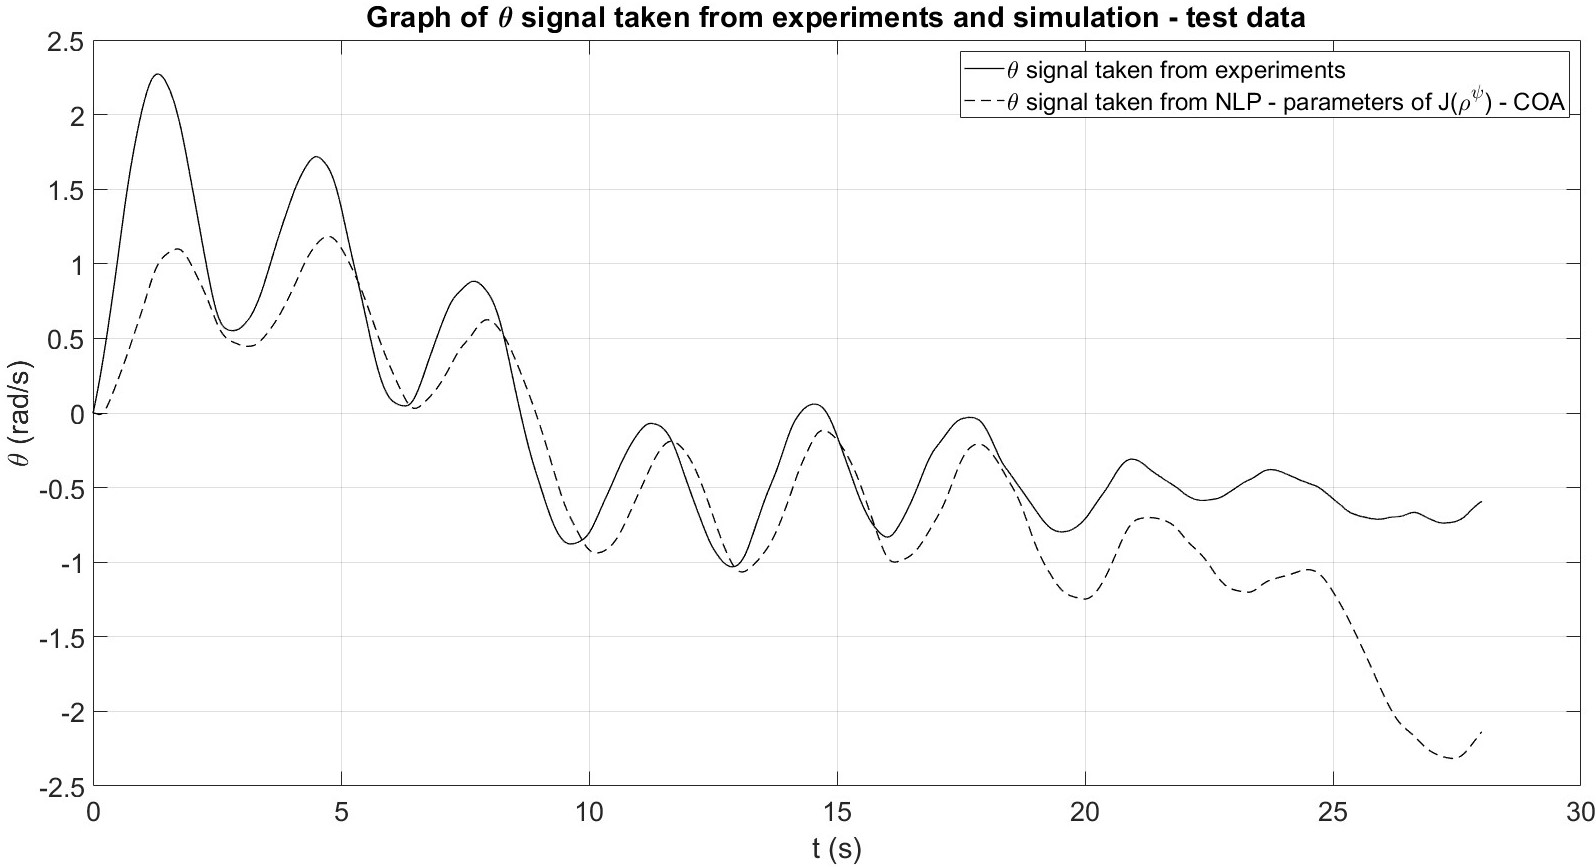 Graph of θ signal taken from experiments and simulation - test data
θ signal taken from experiments
θ signal taken from NLP - parameters of J(ρ^ψ) - COA
2.5
2
1.5
1
0.5
0
-0.5
-1
-1.5
-2
-2.5
θ (rad/s)
0 5 10 15 20 25 30
t (s)